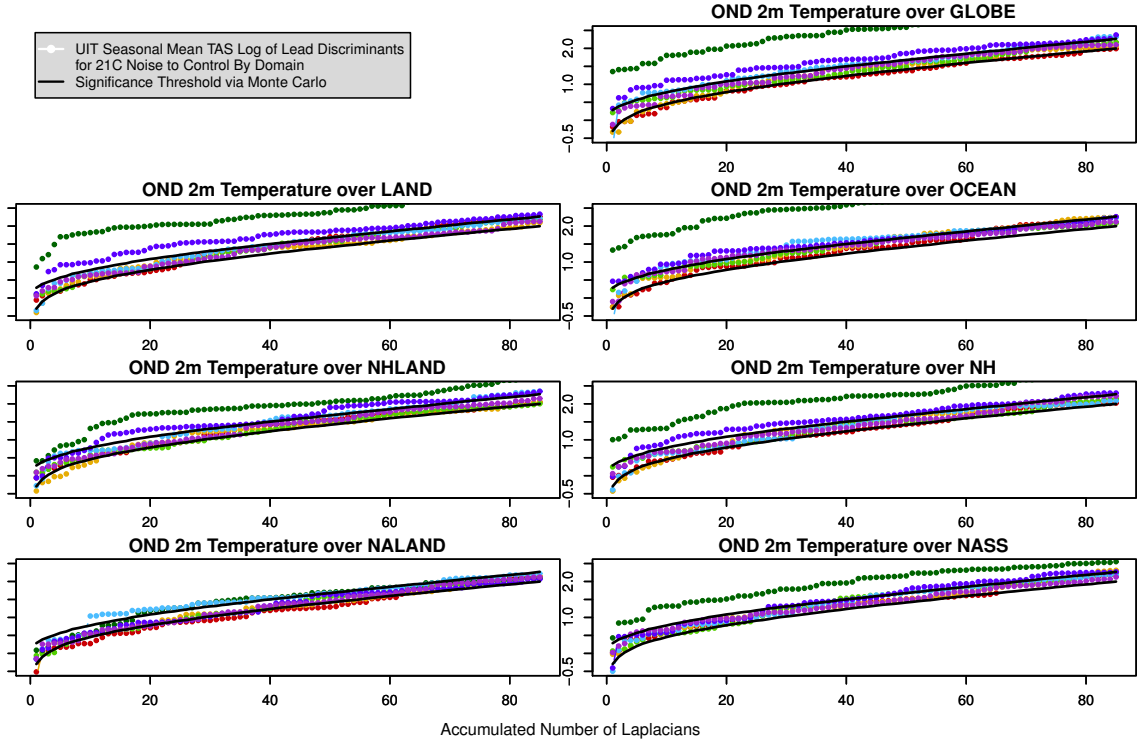 OND 2m Temperature over GLOBE
UIT Seasonal Mean TAS Log of Lead Discriminants
for 21C Noise to Control By Domain
Significance Threshold via Monte Carlo
−0.5 1.0 2.0
0 20 40 60 80
OND 2m Temperature over LAND
OND 2m Temperature over OCEAN
−0.5 1.0 2.0
0 20 40 60 80
0 20 40 60 80
OND 2m Temperature over NHLAND
OND 2m Temperature over NH
−0.5 1.0 2.0
0 20 40 60 80
0 20 40 60 80
OND 2m Temperature over NALAND
OND 2m Temperature over NASS
−0.5 1.0 2.0
0 20 40 60 80
0 20 40 60 80
Accumulated Number of Laplacians